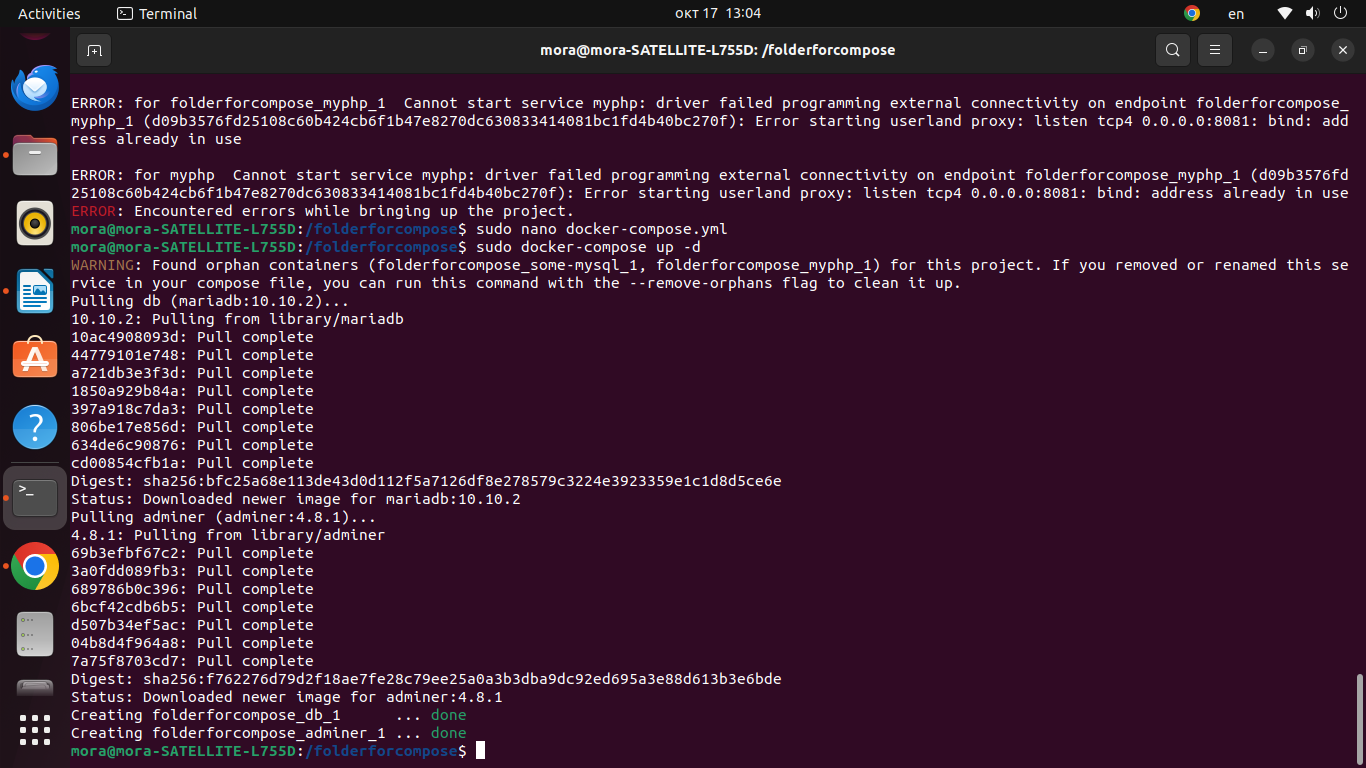 Activities
Terminal
окт 17 13:04
en
mora@mora-SATELLITE-L755D: /folderforcompose
ERROR: for folderforcompose_myphp_1  Cannot start service myphp: driver failed programming external connectivity on endpoint folderforcompose_
myphp_1 (d09b3576fd25108c60b424cb6f1b47e8270dc630833414081bc1fd4b40bc270f): Error starting userland proxy: listen tcp4 0.0.0.0:8081: bind: add
ress already in use
ERROR: for myphp  Cannot start service myphp: driver failed programming external connectivity on endpoint folderforcompose_myphp_1 (d09b3576fd
25108c60b424cb6f1b47e8270dc630833414081bc1fd4b40bc270f): Error starting userland proxy: listen tcp4 0.0.0.0:8081: bind: address already in use
ERROR: Encountered errors while bringing up the project.
mora@mora-SATELLITE-L755D:/folderforcompose$ sudo nano docker-compose.yml
mora@mora-SATELLITE-L755D:/folderforcompose$ sudo docker-compose up -d
WARNING: Found orphan containers (folderforcompose_some-mysql_1, folderforcompose_myphp_1) for this project. If you removed or renamed this se
rvice in your compose file, you can run this command with the --remove-orphans flag to clean it up.
Pulling db (mariadb:10.10.2)...
10.10.2: Pulling from library/mariadb
10ac4908093d: Pull complete
44779101e748: Pull complete
a721db3e3f3d: Pull complete
1850a929b84a: Pull complete
397a918c7da3: Pull complete
806be17e856d: Pull complete
634de6c90876: Pull complete
cd00854cfb1a: Pull complete
Digest: sha256:bfc25a68e113de43d0d112f5a7126df8e278579c3224e3923359e1c1d8d5ce6e
Status: Downloaded newer image for mariadb:10.10.2
Pulling adminer (adminer:4.8.1)...
4.8.1: Pulling from library/adminer
69b3efbf67c2: Pull complete
3a0fdd089fb3: Pull complete
689786b0c396: Pull complete
6bcf42cdb6b5: Pull complete
d507b34ef5ac: Pull complete
04b8d4f964a8: Pull complete
7a75f8703cd7: Pull complete
Digest: sha256:f762276d79d2f18ae7fe28c79ee25a0a3b3dba9dc92ed695a3e88d613b3e6bde
Status: Downloaded newer image for adminer:4.8.1
Creating folderforcompose_db_1      ... done
Creating folderforcompose_adminer_1 ... done
mora@mora-SATELLITE-L755D:/folderforcompose$